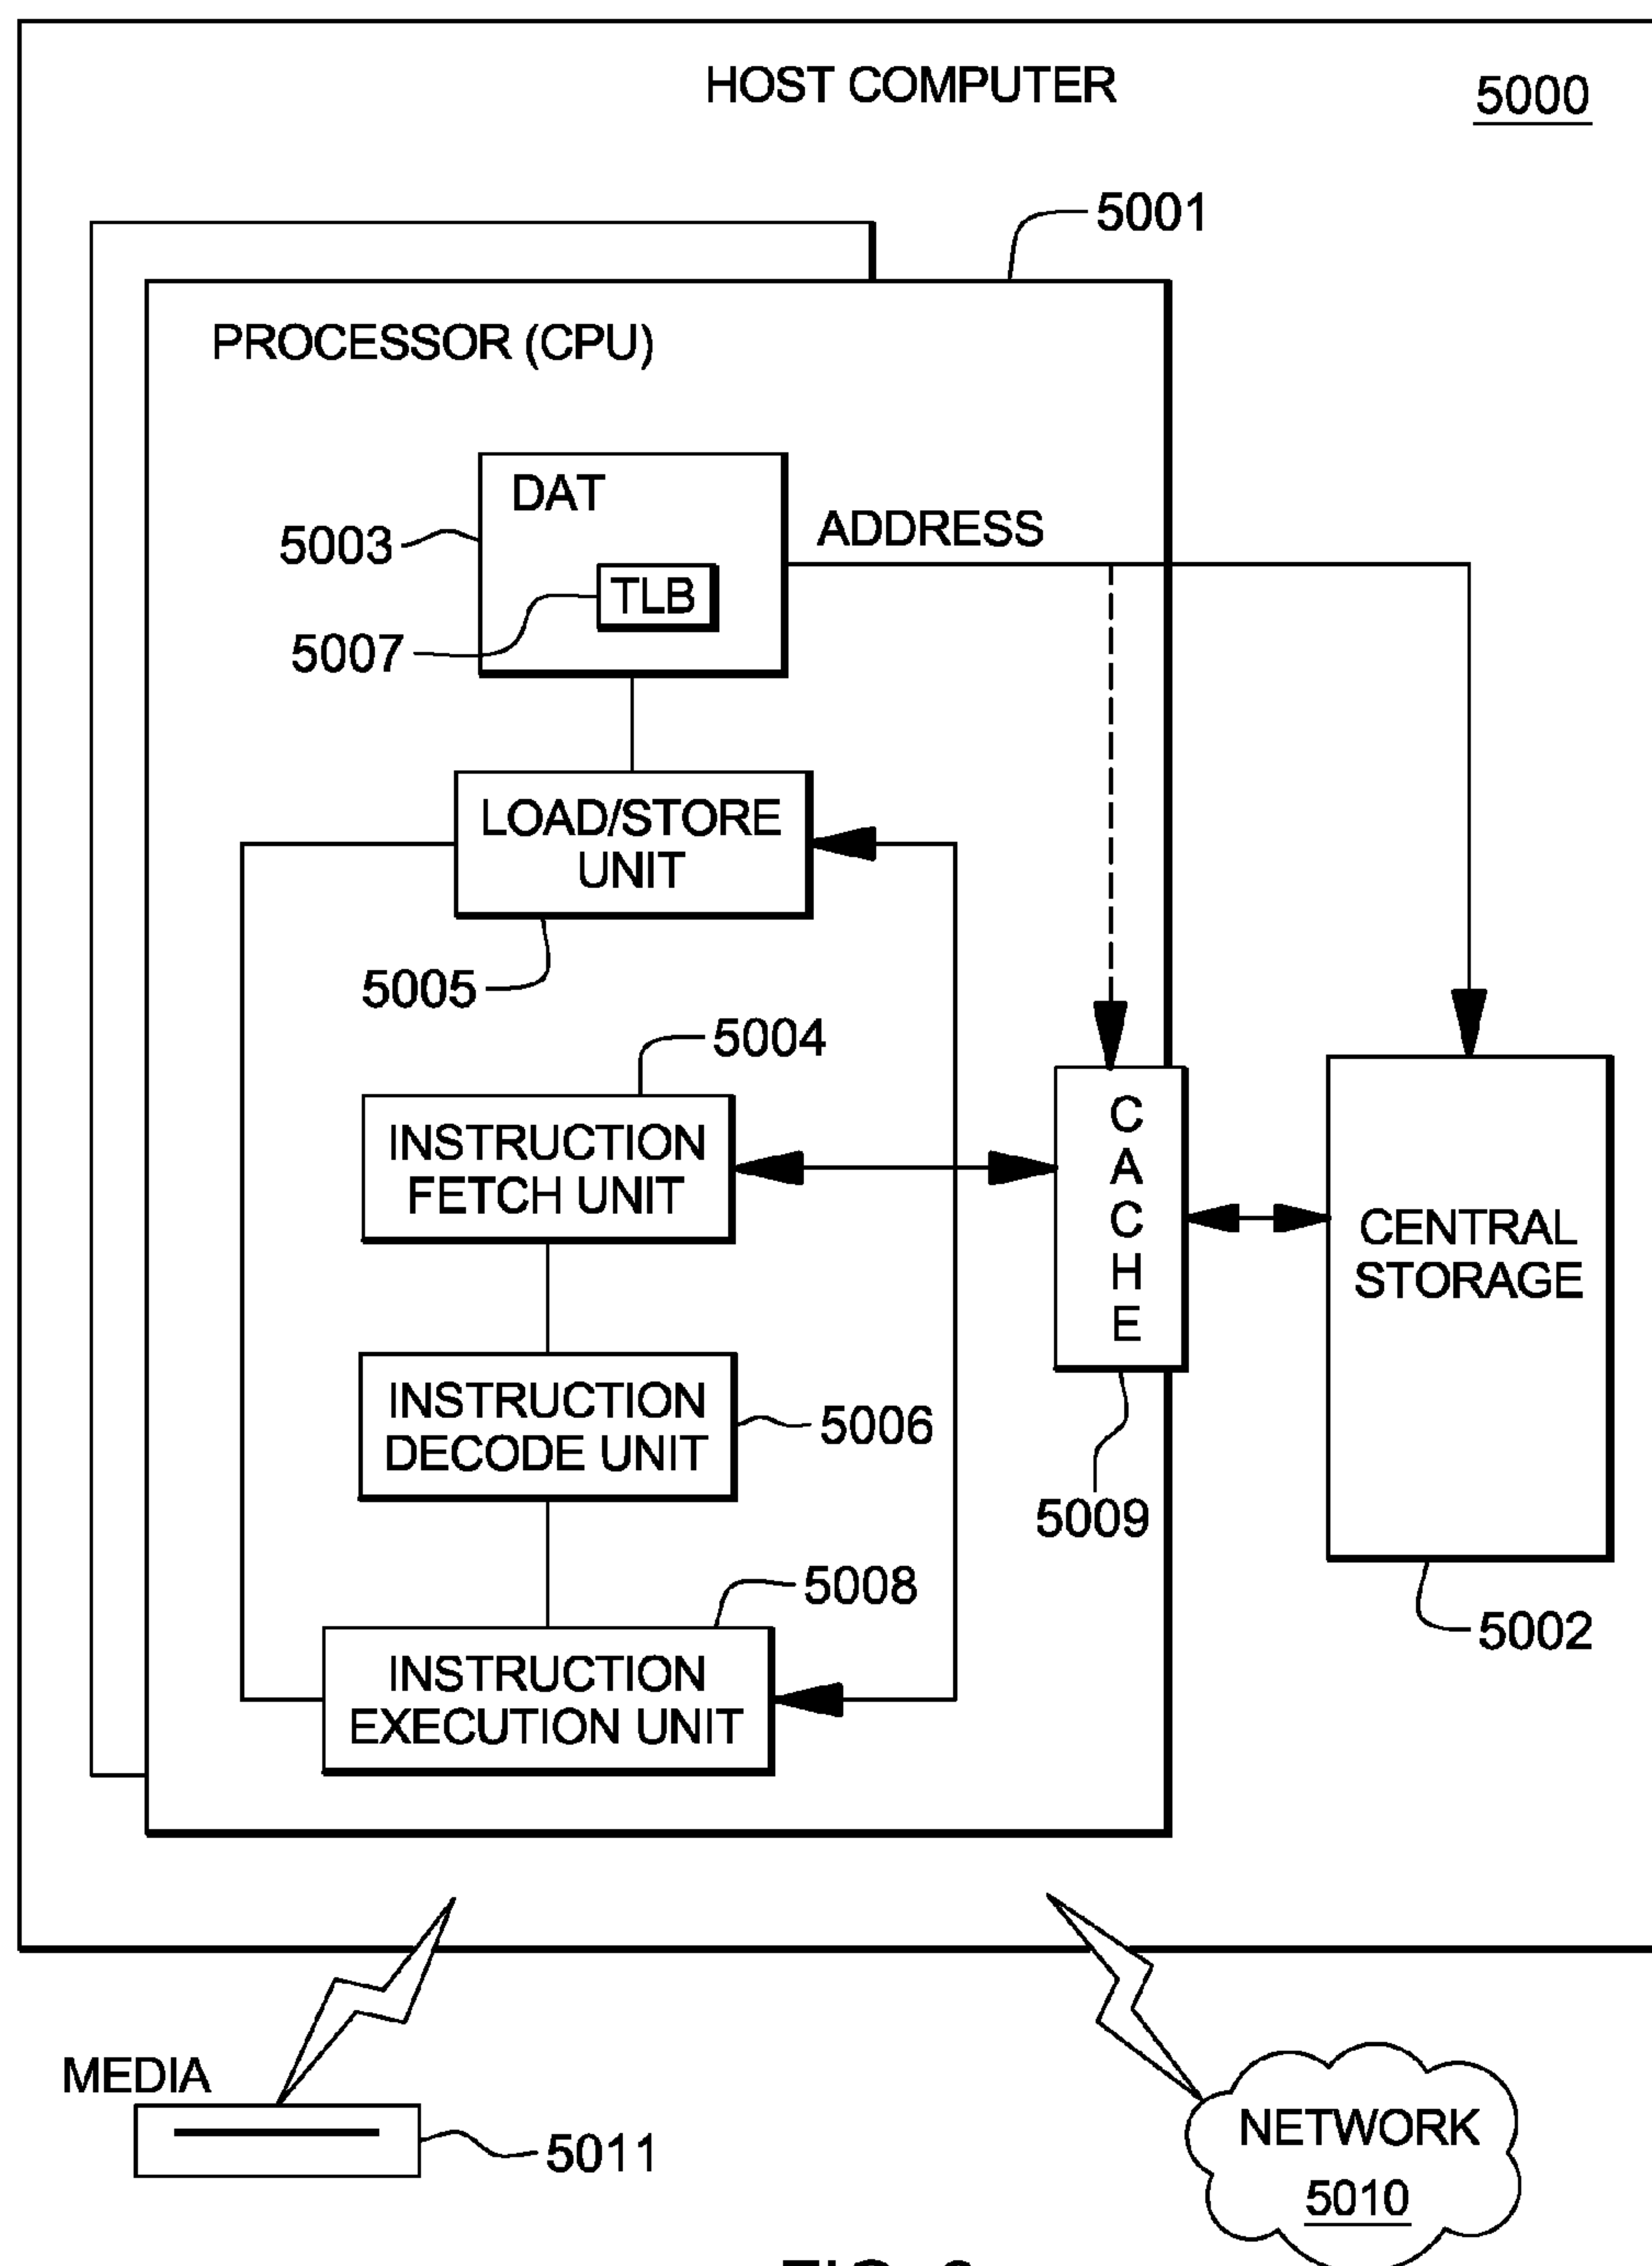 HOST COMPUTER
5000
5001
PROCESSOR (CPU)
DAT
ADDRESS
5003
TLB
5007
LOAD/STORE
UNIT
5005
5004
INSTRUCTION
FETCH UNIT
CACHE
CENTRAL
STORAGE
INSTRUCTION
DECODE UNIT
5006
5009
5008
5002
INSTRUCTION
EXECUTION UNIT
MEDIA
5011
NETWORK
5010